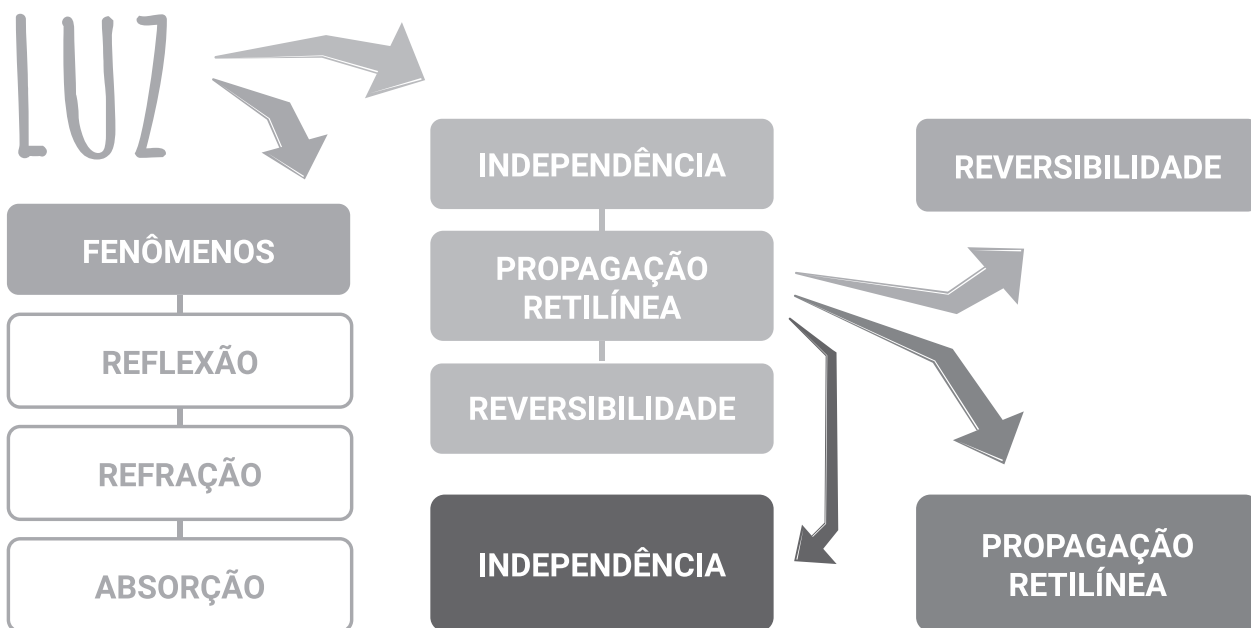 LUZ
FENÔMENOS
REFLEXÃO
REFRAÇÃO
ABSORÇÃO
INDEPENDÊNCIA
PROPAGAÇÃO
RETILÍNEA
REVERSIBILIDADE
INDEPENDÊNCIA
REVERSIBILIDADE
PROPAGAÇÃO
RETILÍNEA